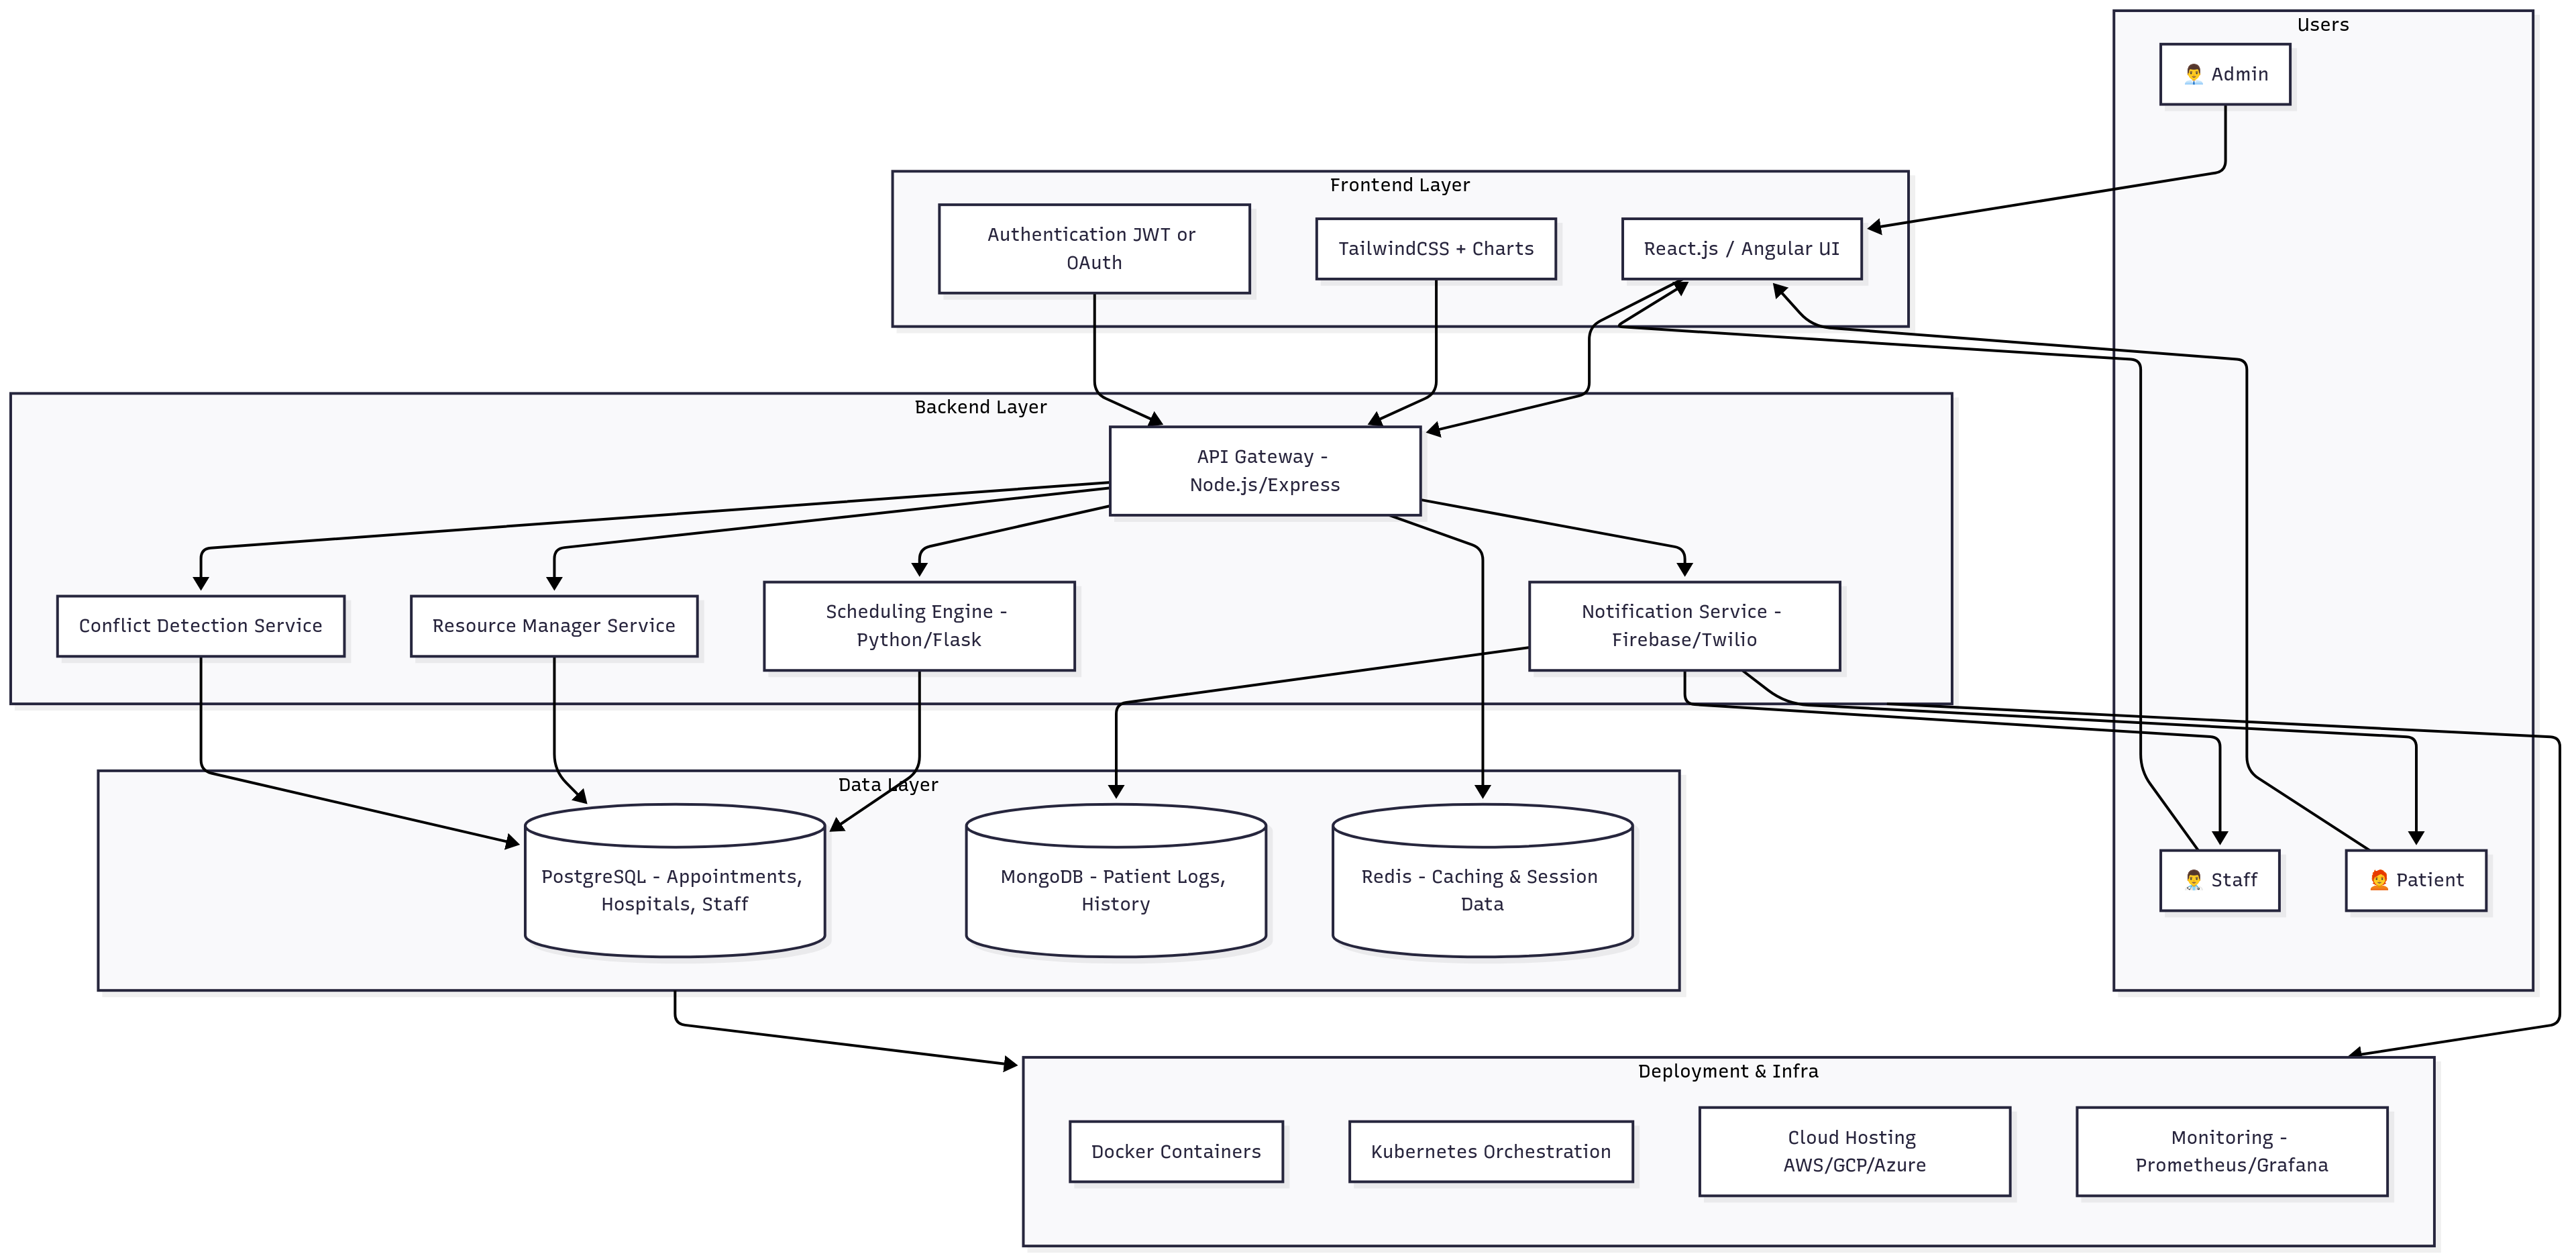 Users
👨‍💼 Admin
Frontend Layer
Authentication JWT or
OAuth
TailwindCSS + Charts
React.js / Angular UI
Backend Layer
API Gateway -
Node.js/Express
Conflict Detection Service
Resource Manager Service
Scheduling Engine -
Python/Flask
Notification Service -
Firebase/Twilio
Data Layer
PostgreSQL - Appointments,
Hospitals, Staff
MongoDB - Patient Logs,
History
Redis - Caching & Session
Data
👨‍⚕️ Staff
🧑‍🦰 Patient
Deployment & Infra
Docker Containers
Kubernetes Orchestration
Cloud Hosting
AWS/GCP/Azure
Monitoring -
Prometheus/Grafana